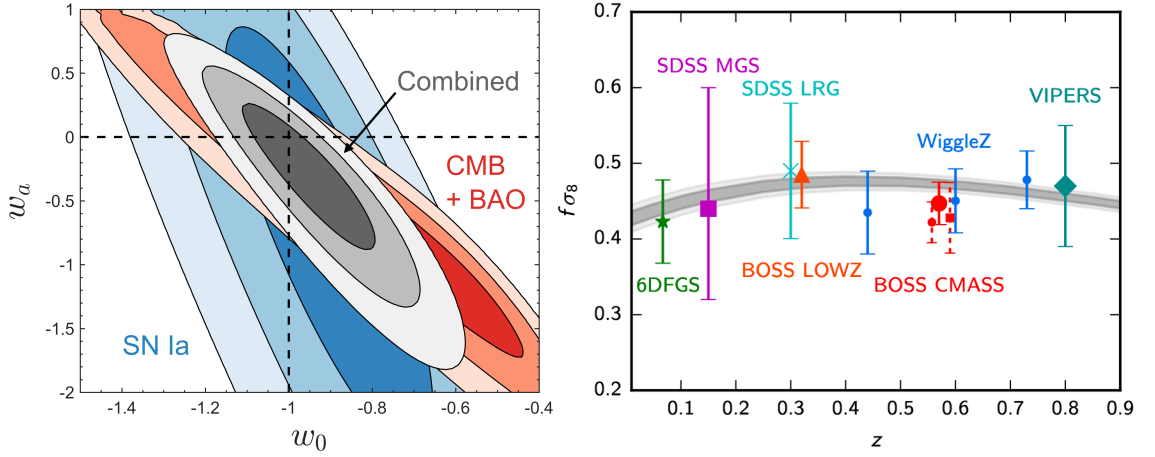 1
0.5
0
-0.5
-1
-1.5
-2
w_a
-1.4
-1.2
-1
-0.8
-0.6
-0.4
w_0
Combined
CMB
+ BAO
SN Ia
0.7
0.6
0.5
0.4
0.3
0.2
fσ_8
SDSS MGS
SDSS LRG
VIPERS
WiggleZ
6DFGS
BOSS LOWZ
BOSS CMASS
0.1
0.2
0.3
0.4
0.5
0.6
0.7
0.8
0.9
z